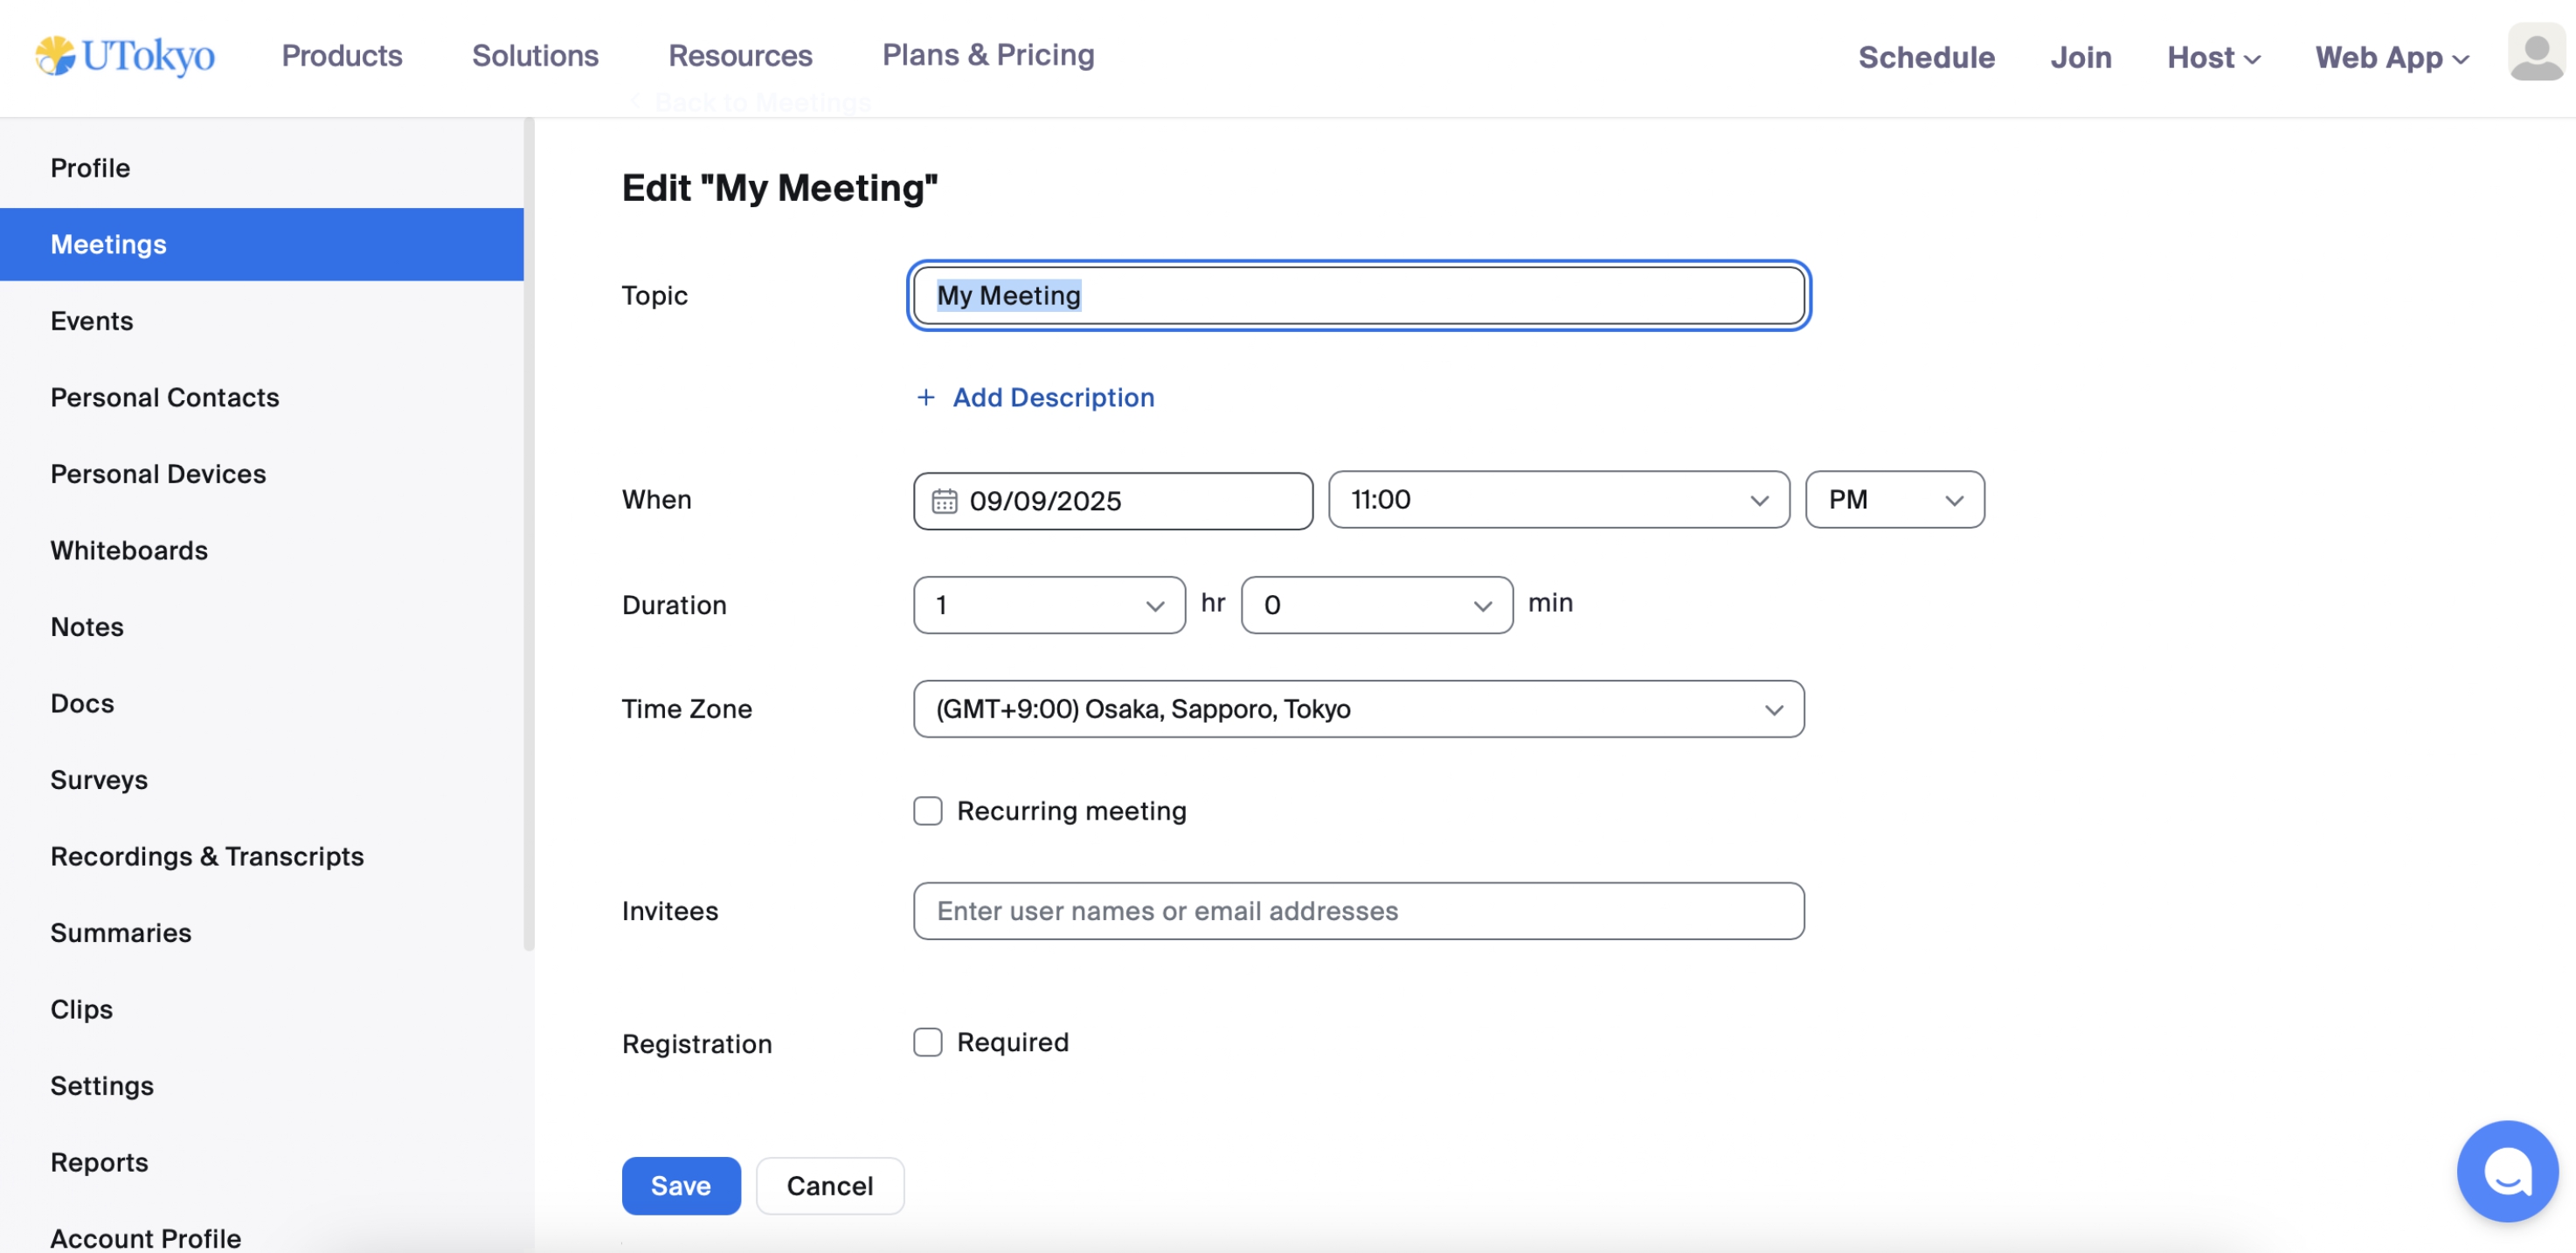 UTokyo Products Solutions Resources Plans & Pricing Schedule Join Host Web App
Back to Meetings
Profile
Meetings
Events
Personal Contacts
Personal Devices
Whiteboards
Notes
Docs
Surveys
Recordings & Transcripts
Summaries
Clips
Settings
Reports
Account Profile
Edit "My Meeting"
Topic My Meeting
+ Add Description
When 09/09/2025 11:00 PM
Duration 1 hr 0 min
Time Zone (GMT+9:00) Osaka, Sapporo, Tokyo
Recurring meeting
Invitees Enter user names or email addresses
Registration Required
Save Cancel